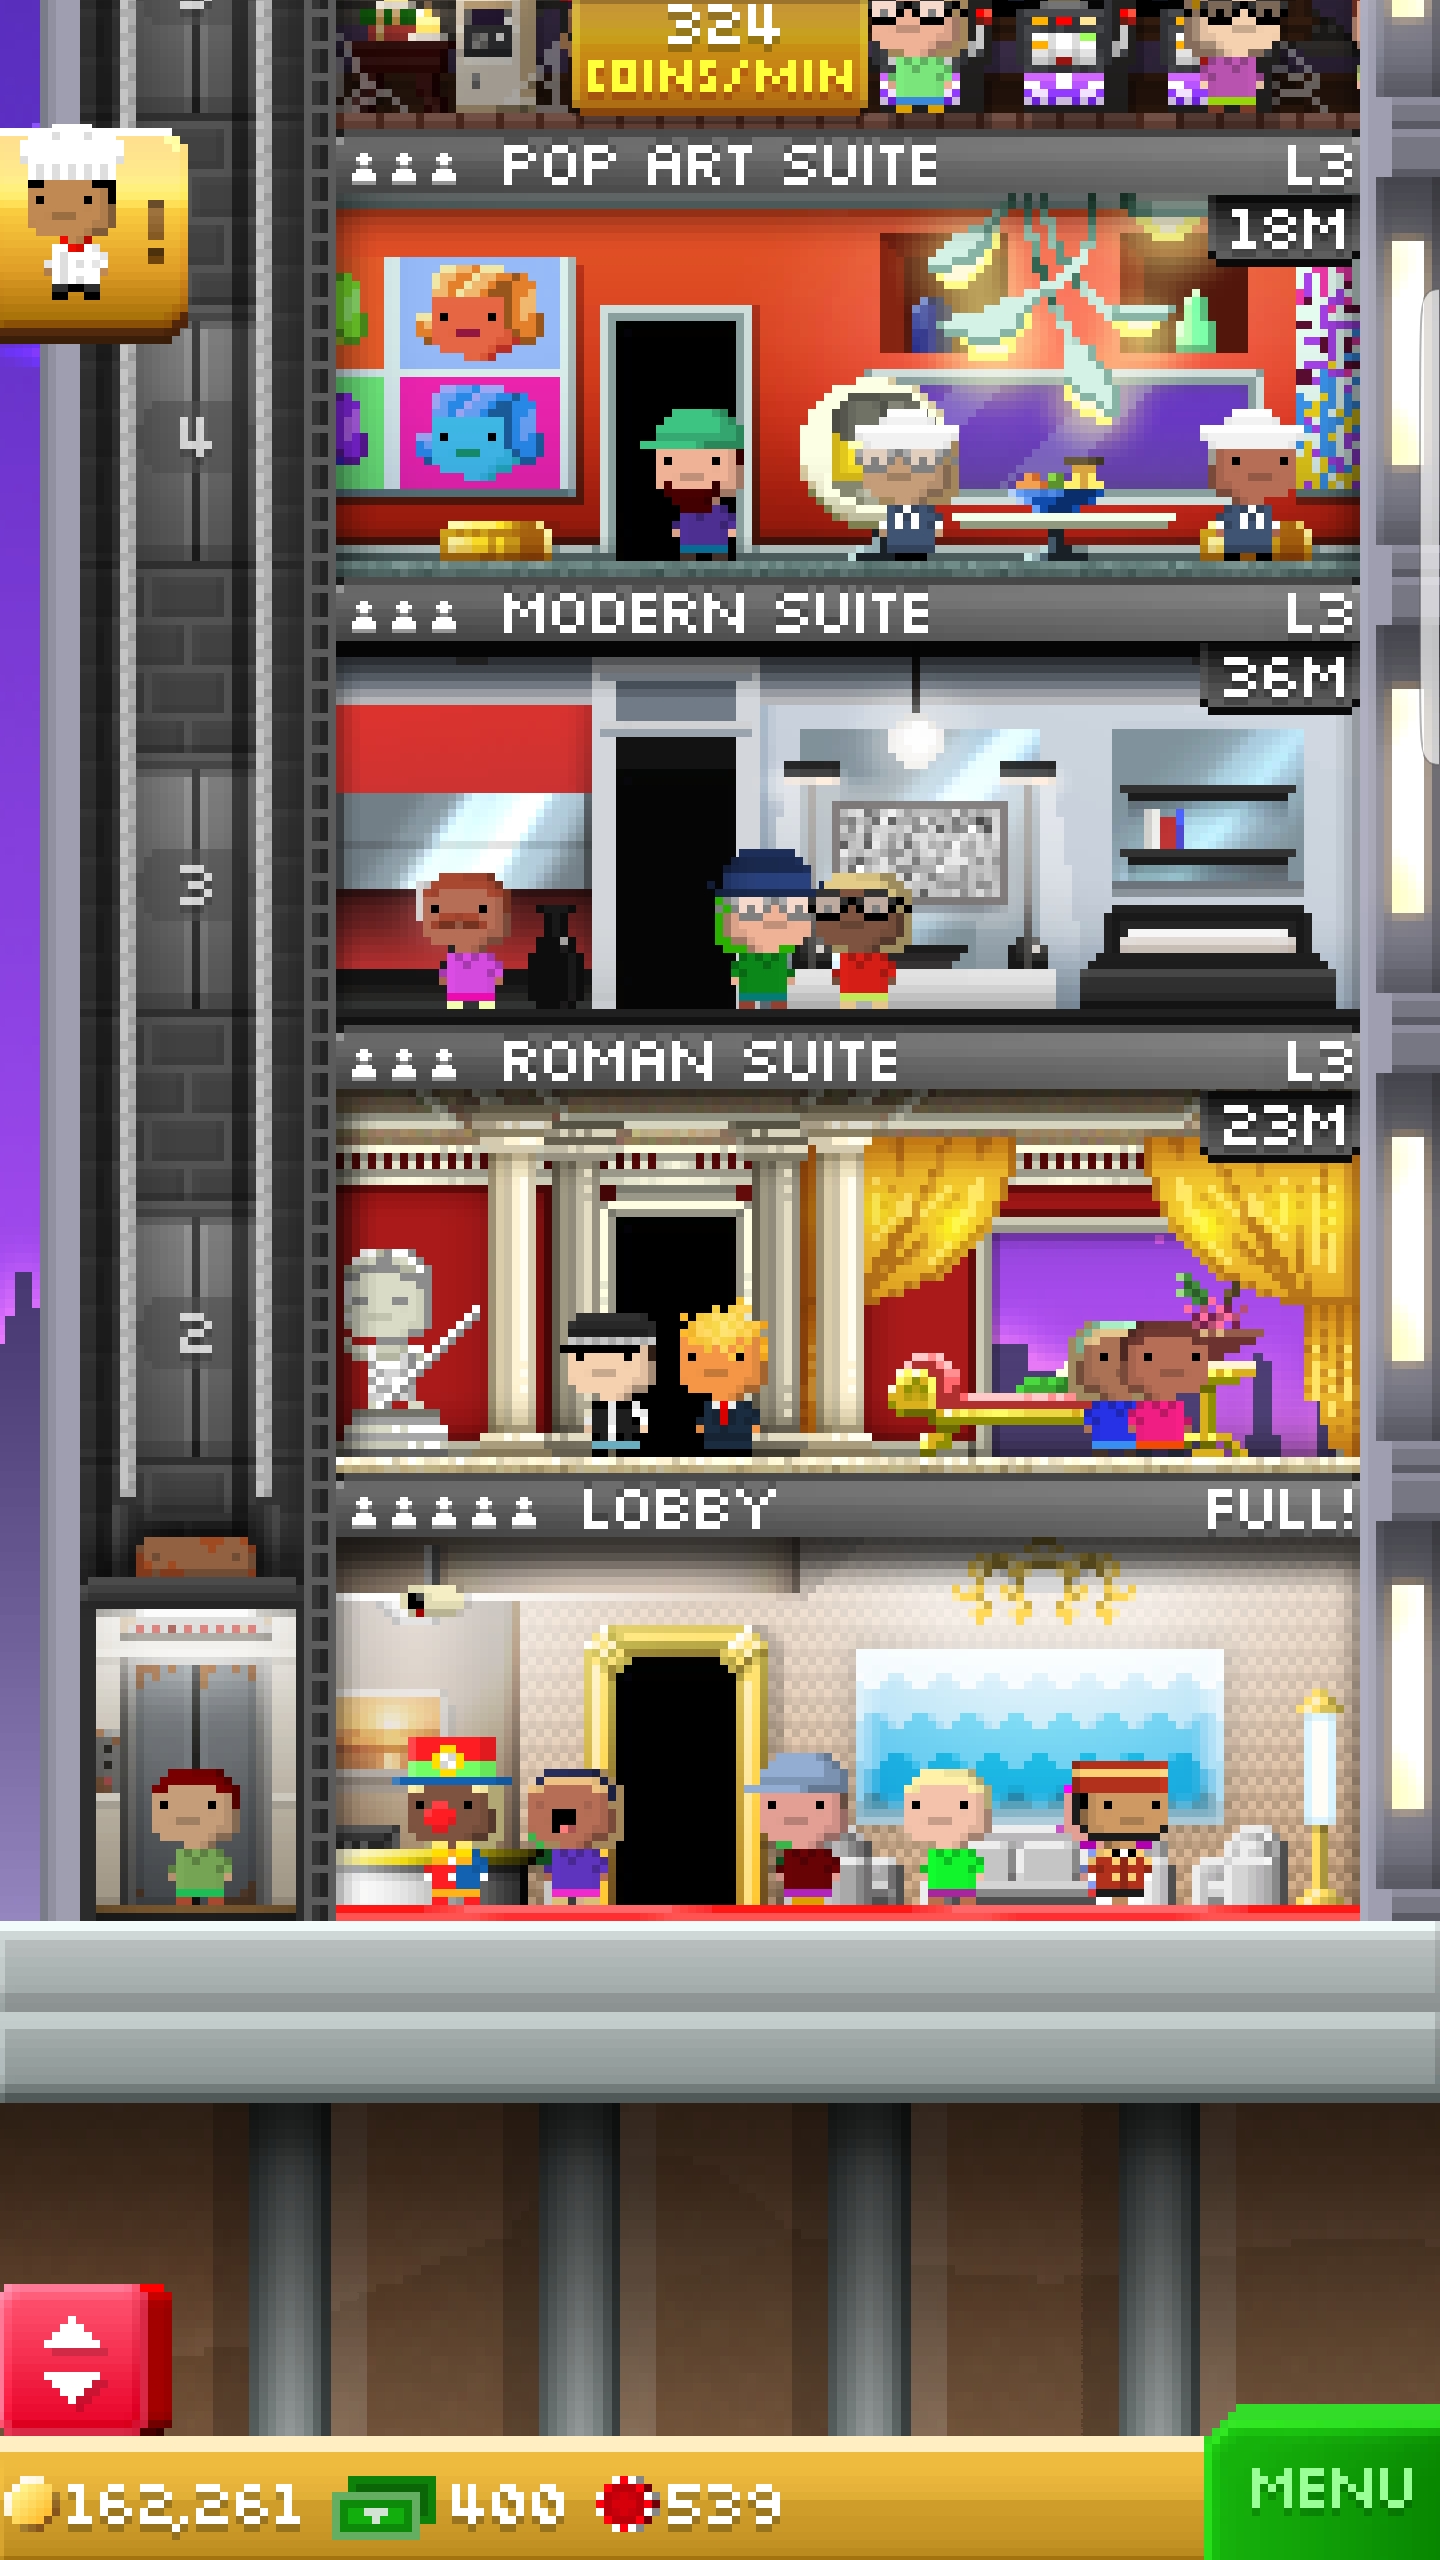 324
COINS/MIN
POP ART SUITE L3
18M
!
4
MODERN SUITE L3
36M
3
ROMAN SUITE L3
23M
2
LOBBY FULL!
162,261 400 539
MENU